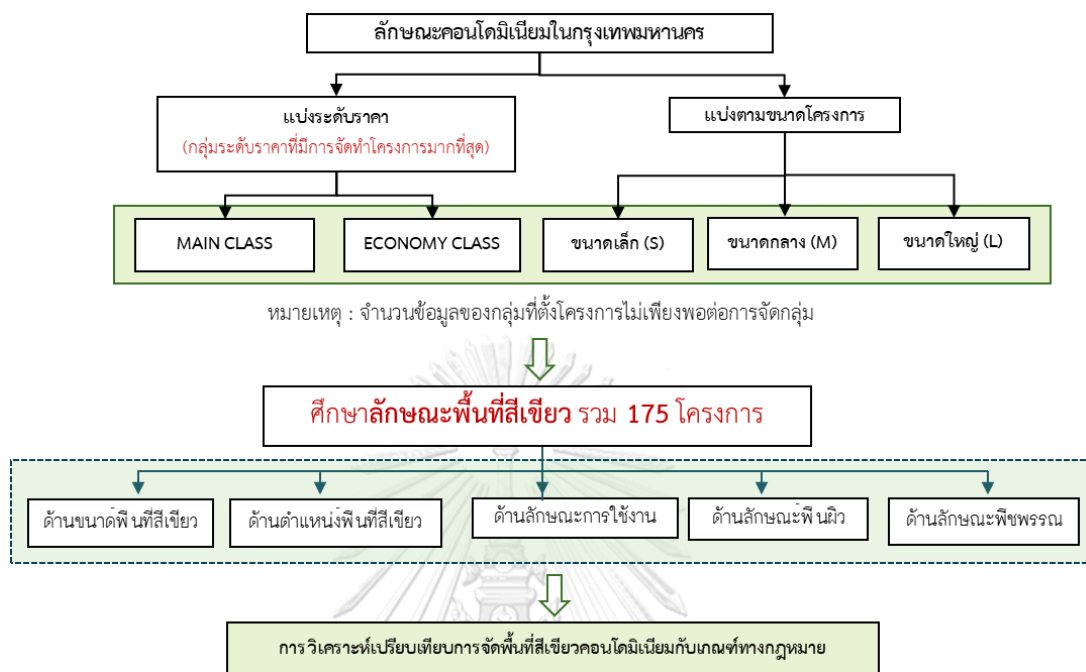 ลักษณะคอนโดมิเนียมในกรุงเทพมหานคร
แบ่งระดับราคา
(กลุ่มระดับราคาที่มีการจัดทำโครงการมากที่สุด)
แบ่งตามขนาดโครงการ
MAIN CLASS
ECONOMY CLASS
ขนาดเล็ก (S)
ขนาดกลาง (M)
ขนาดใหญ่ (L)
หมายเหตุ : จำนวนข้อมูลของกลุ่มที่ตั้งโครงการไม่เพียงพอต่อการจัดกลุ่ม
ศึกษาลักษณะพื้นที่สีเขียว รวม 175 โครงการ
ด้านขนาดพื้นที่สีเขียว
ด้านตำแหน่งพื้นที่สีเขียว
ด้านลักษณะการใช้งาน
ด้านลักษณะพื้นผิว
ด้านลักษณะพืชพรรณ
การวิเคราะห์เปรียบเทียบการจัดพื้นที่สีเขียวคอนโดมิเนียมกับเกณฑ์ทางกฎหมาย